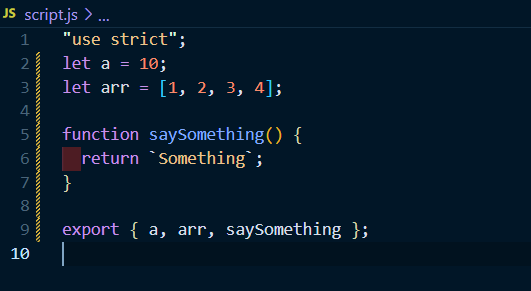 JS script.js > ...
1 "use strict";
2 let a = 10;
3 let arr = [1, 2, 3, 4];
4
5 function saySomething() {
6   return `Something`;
7 }
8
9 export { a, arr, saySomething };
10